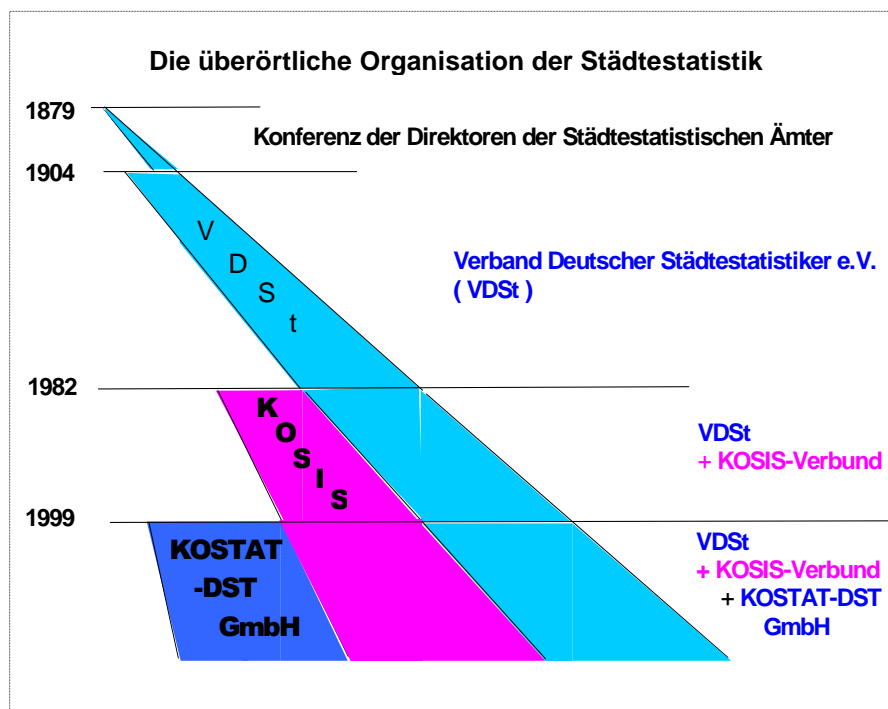 Die überörtliche Organisation der Städtestatistik
1879
Konferenz der Direktoren der Städtestatistischen Ämter
1904
V
D
S
t
Verband Deutscher Städtestatistiker e.V.
( VDSt )
1982
K
O
S
I
S
VDSt
+ KOSIS-Verbund
1999
KOSTAT
-DST
GmbH
VDSt
+ KOSIS-Verbund
+ KOSTAT-DST
GmbH